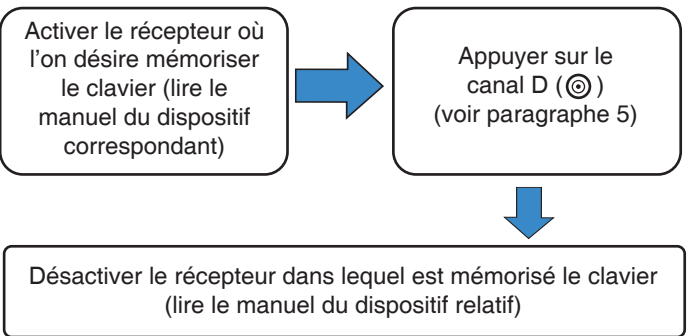 Activer le récepteur où
l'on désire mémoriser
le clavier (lire le
manuel du dispositif
correspondant)
Appuyer sur le
canal D (◎)
(voir paragraphe 5)
Désactiver le récepteur dans lequel est mémorisé le clavier
(lire le manuel du dispositif relatif)